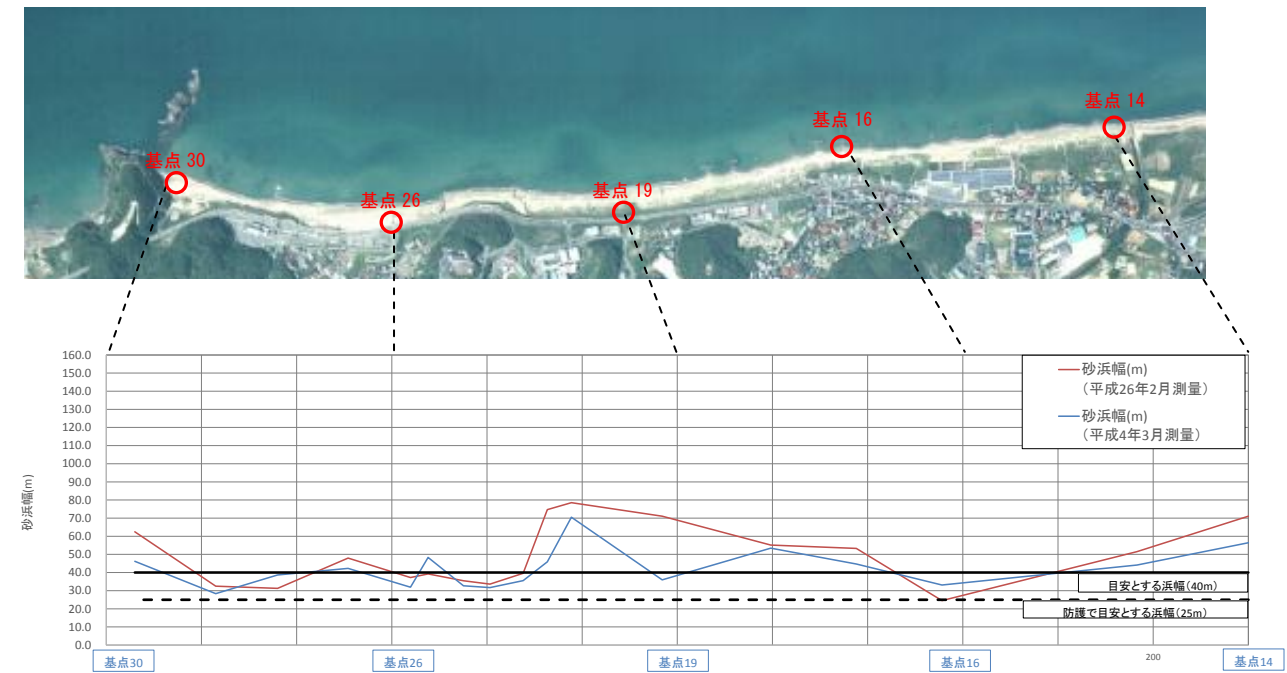 基点 14
基点 16
基点 30
基点 19
基点 26
160.0
150.0
140.0
130.0
120.0
110.0
100.0
90.0
80.0
70.0
60.0
50.0
40.0
30.0
20.0
10.0
0.0
砂浜幅(m)
砂浜幅(m)
（平成26年2月測量）
砂浜幅(m)
（平成4年3月測量）
目安とする浜幅（40m）
防護で目安とする浜幅（25m）
基点30
基点26
基点19
基点16
200
基点14